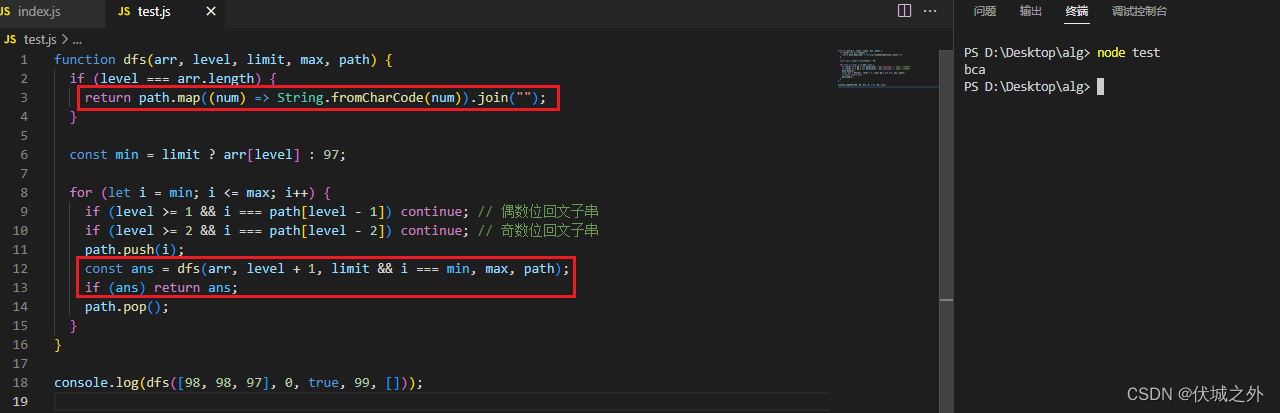 JS index.js
JS test.js ×
···
JS test.js > ...
1 function dfs(arr, level, limit, max, path) {
2 if (level === arr.length) {
3 return path.map((num) => String.fromCharCode(num)).join("");
4 }
5
6 const min = limit ? arr[level] : 97;
7
8 for (let i = min; i <= max; i++) {
9 if (level >= 1 && i === path[level - 1]) continue; // 偶数位回文子串
10 if (level >= 2 && i === path[level - 2]) continue; // 奇数位回文子串
11 path.push(i);
12 const ans = dfs(arr, level + 1, limit && i === min, max, path);
13 if (ans) return ans;
14 path.pop();
15 }
16 }
17
18 console.log(dfs([98, 98, 97], 0, true, 99, []));
19
问题 输出 终端 调试控制台
PS D:\Desktop\alg> node test
bca
PS D:\Desktop\alg>
CSDN @伏城之外